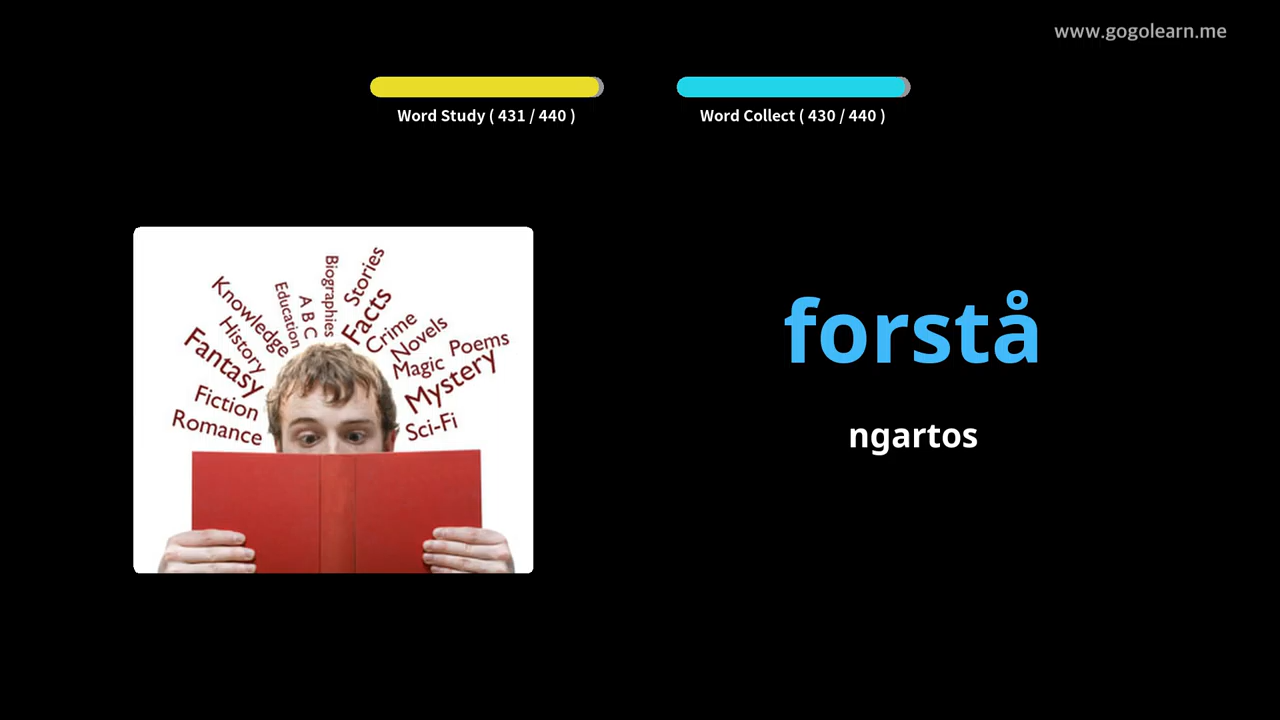 www.gogolearn.me
Word Study ( 431 / 440 )
Word Collect ( 430 / 440 )
Biographies
Stories
Education
A B C
Facts
Knowledge
Crime
History
Novels
Poems
Fantasy
Magic
Mystery
Fiction
Romance
Sci-Fi
forstå
ngartos